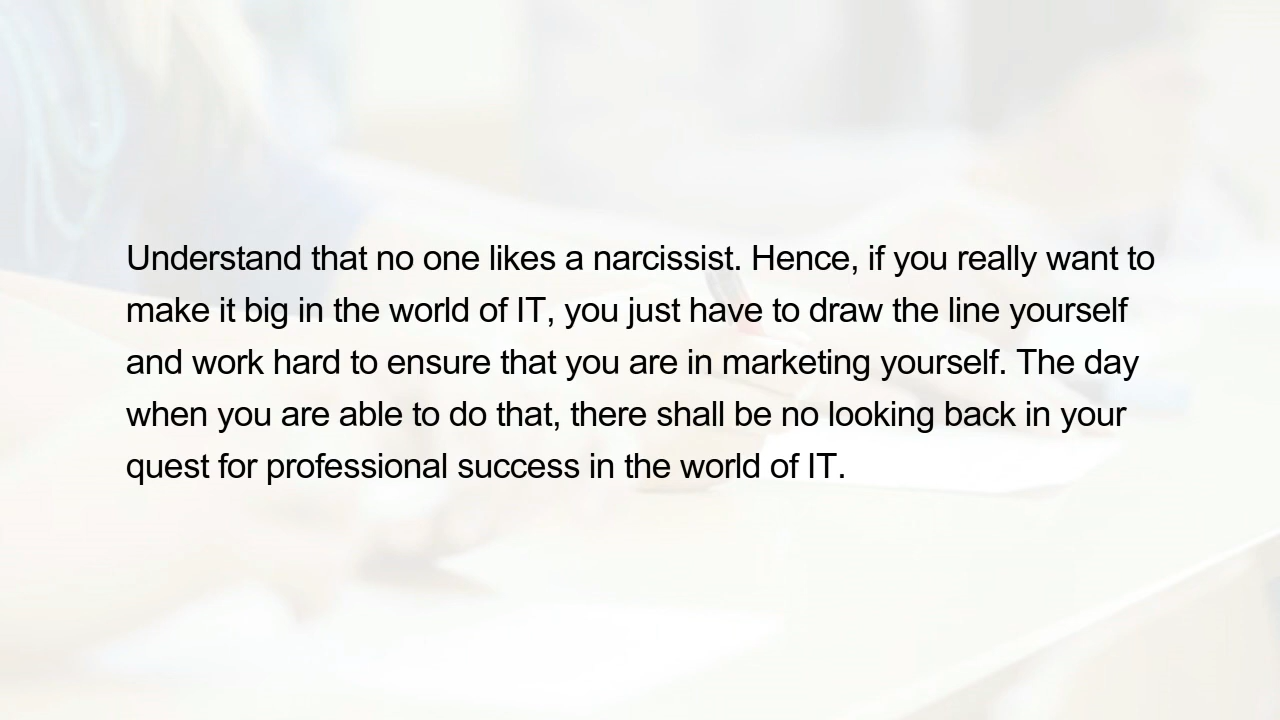 Understand that no one likes a narcissist. Hence, if you really want to
make it big in the world of IT, you just have to draw the line yourself
and work hard to ensure that you are in marketing yourself. The day
when you are able to do that, there shall be no looking back in your
quest for professional success in the world of IT.